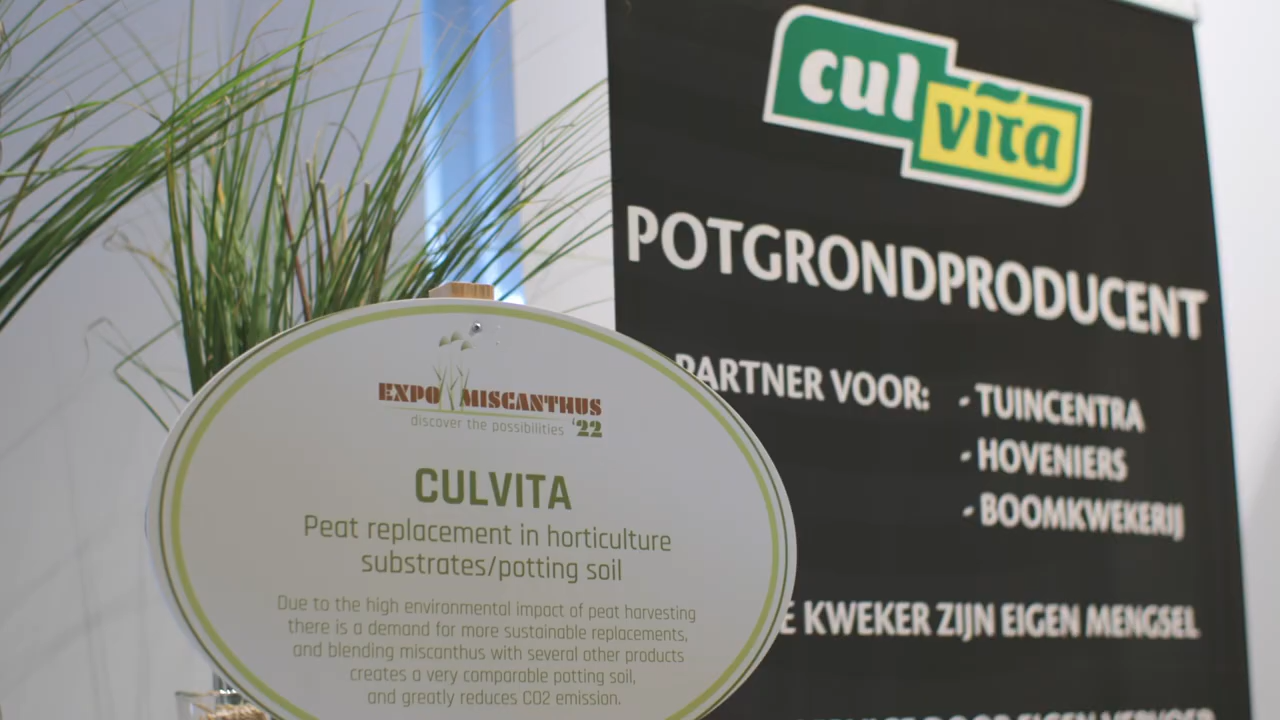 culvita
POTGRONDPRODUCENT
PARTNER VOOR:
- TUINCENTRA
- HOVENIERS
- BOOMKWEKERIJ
KWEKER ZIJN EIGEN MENGSEL
EXPO MISCANTHUS
discover the possibilities '22
CULVITA
Peat replacement in horticulture
substrates/potting soil
Due to the high environmental impact of peat harvesting
there is a demand for more sustainable replacements,
and blending miscanthus with several other products
creates a very comparable potting soil,
and greatly reduces CO2 emission.